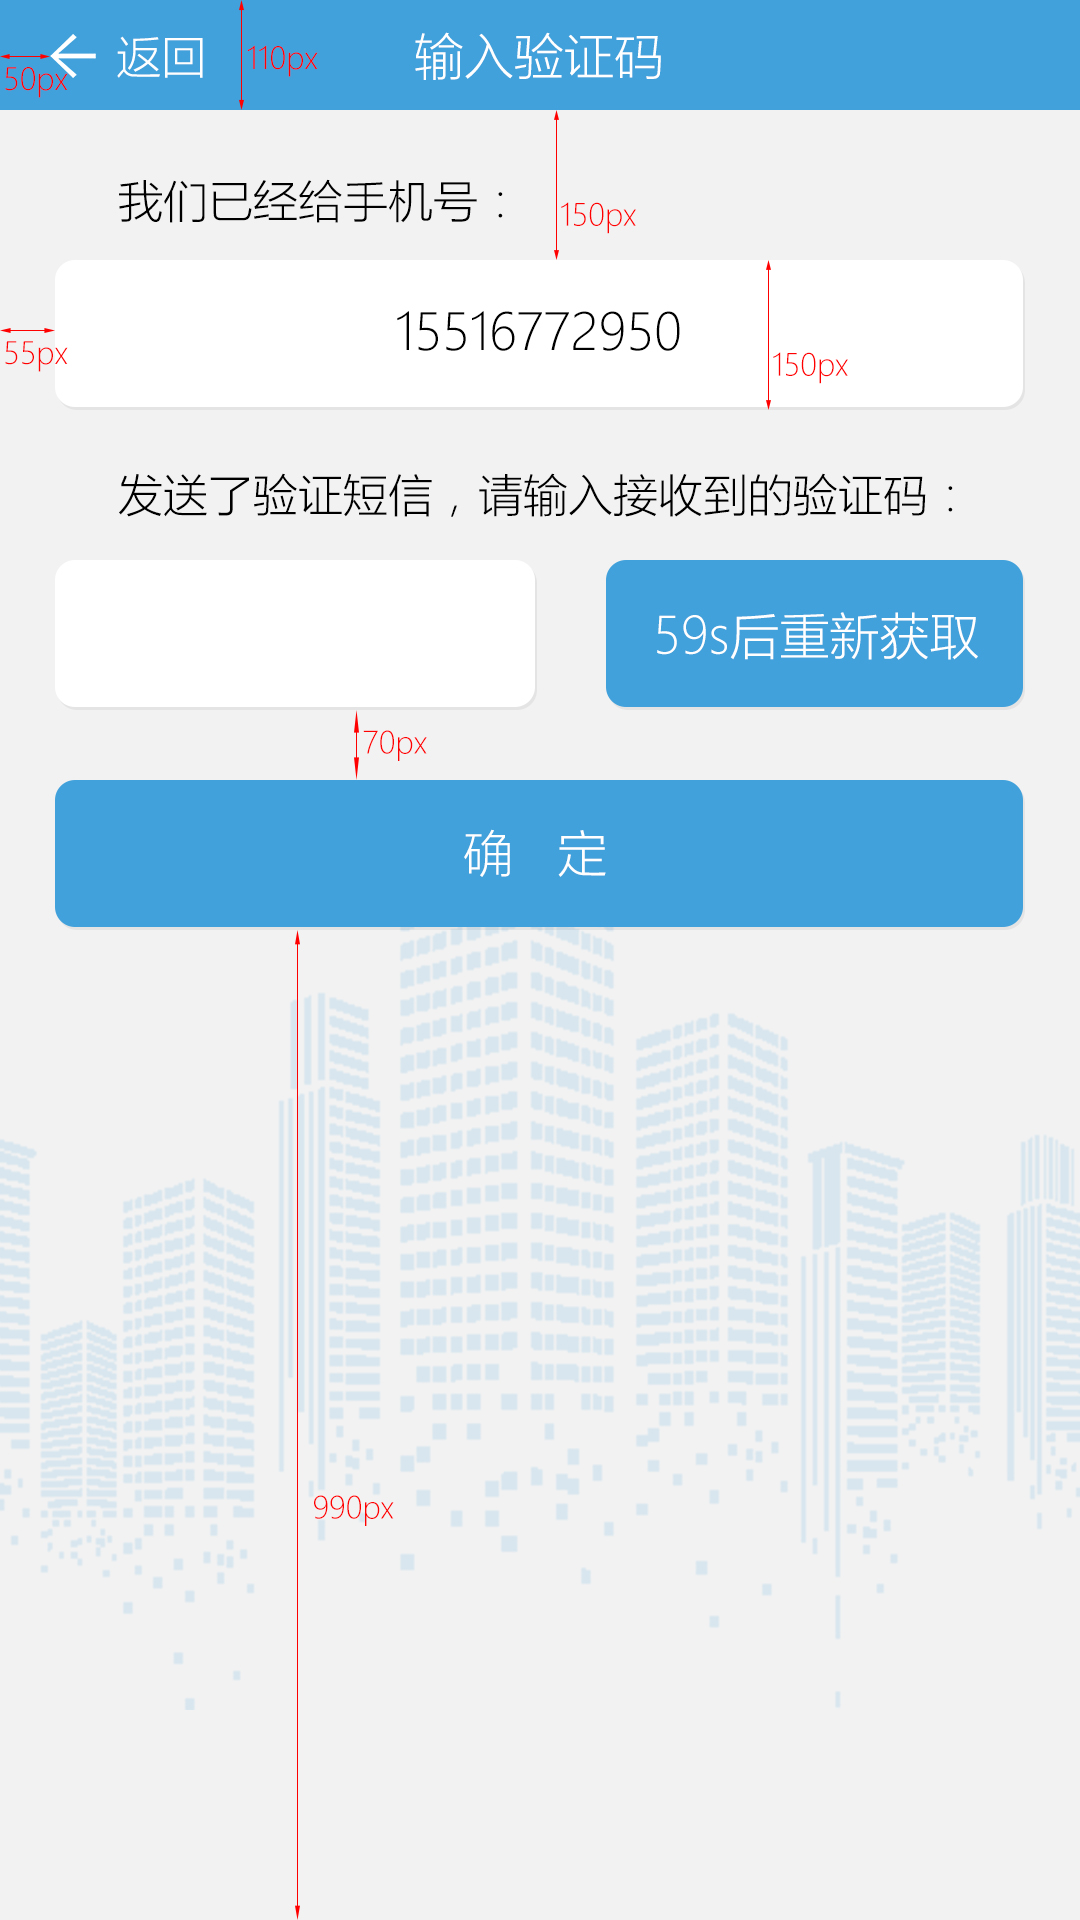 返回
110px
输入验证码
50px
我们已经给手机号：
150px
15516772950
55px
150px
发送了验证短信，请输入接收到的验证码：
59s后重新获取
70px
确 定
990px